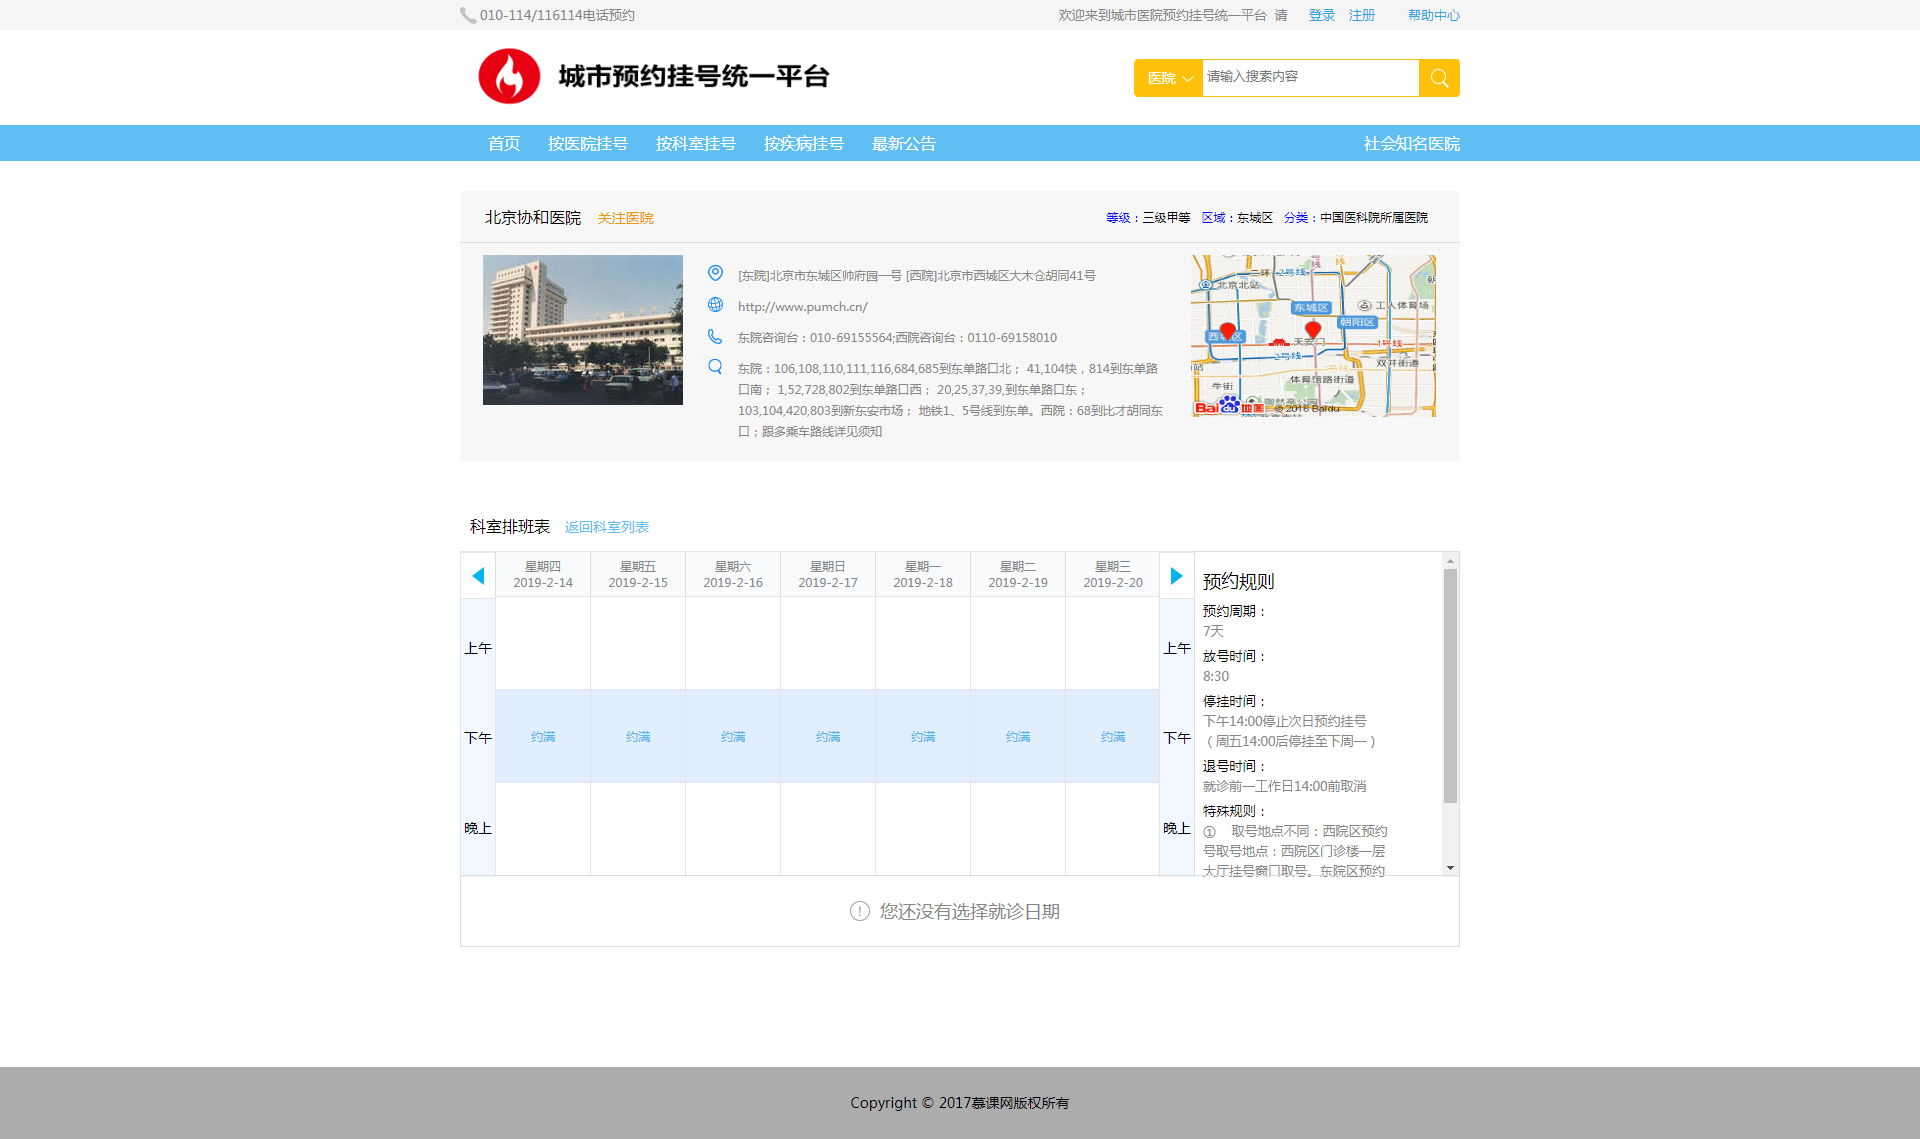 010-114/116114电话预约
欢迎来到城市医院预约挂号统一平台 请 登录 注册 帮助中心
城市预约挂号统一平台
医院 请输入搜索内容
首页 按医院挂号 按科室挂号 按疾病挂号 最新公告 社会知名医院
北京协和医院 关注医院 等级：三级甲等 区域：东城区 分类：中国医科院所属医院
[东院]北京市东城区帅府园一号 [西院]北京市西城区大木仓胡同41号
http://www.pumch.cn/
东院咨询台：010-69155564;西院咨询台：0110-69158010
东院：106,108,110,111,116,684,685到东单路口北； 41,104快，814到东单路
口南； 1,52,728,802到东单路口西； 20,25,37,39,到东单路口东；
103,104,420,803到新东安市场； 地铁1、5号线到东单。西院：68到比才胡同东
口；跟多乘车路线详见须知
二环 2号线
北京北站
东城区 工人体育场
朝阳区
西城区
天安门 1号线
2号线
双井街道
体育馆路街道
牛街
Bai du 地图 © 2016 Baidu
科室排班表 返回科室列表
星期四 星期五 星期六 星期日 星期一 星期二 星期三
2019-2-14 2019-2-15 2019-2-16 2019-2-17 2019-2-18 2019-2-19 2019-2-20
上午 上午
下午 约满 约满 约满 约满 约满 约满 约满 下午
晚上 晚上
预约规则
预约周期：
7天
放号时间：
8:30
停挂时间：
下午14:00停止次日预约挂号
（周五14:00后停挂至下周一）
退号时间：
就诊前一工作日14:00前取消
特殊规则：
① 取号地点不同：西院区预约
号取号地点：西院区门诊楼一层
大厅挂号窗口取号。东院区预约
您还没有选择就诊日期
Copyright © 2017慕课网版权所有